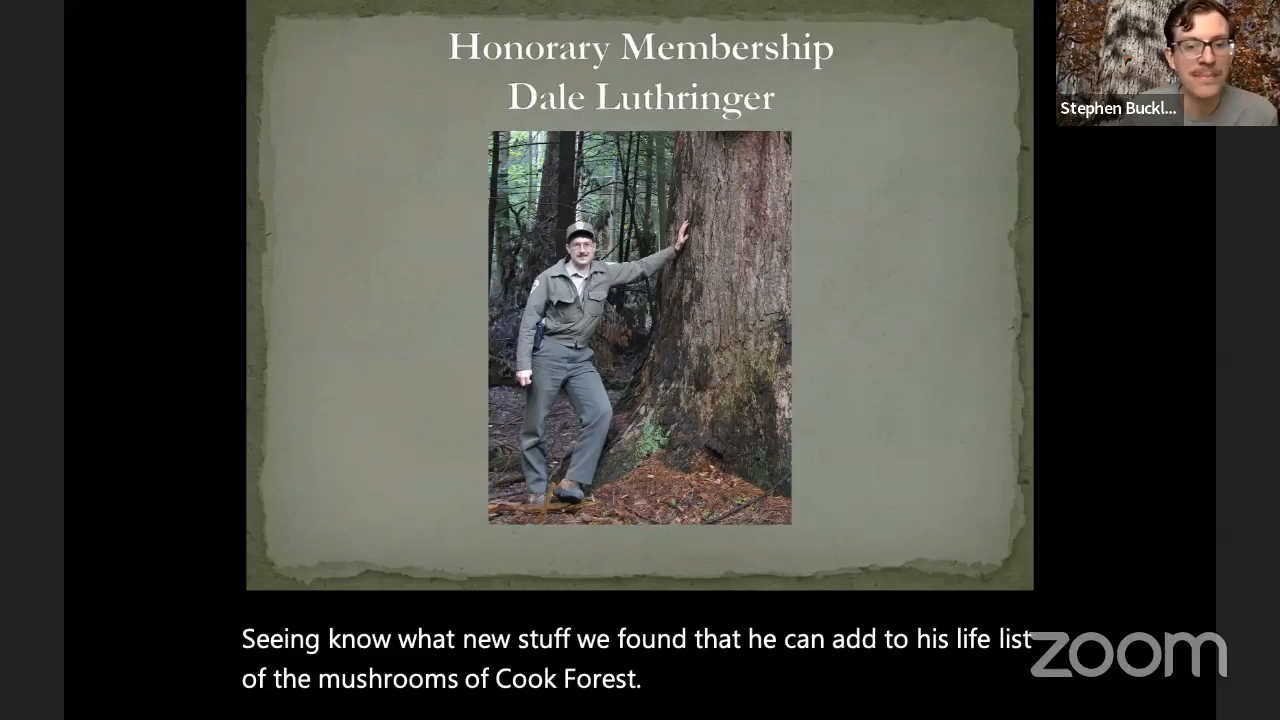 Honorary Membership
Dale Luthringer
Stephen Buckl...
Seeing know what new stuff we found that he can add to his life list
of the mushrooms of Cook Forest.
zoom